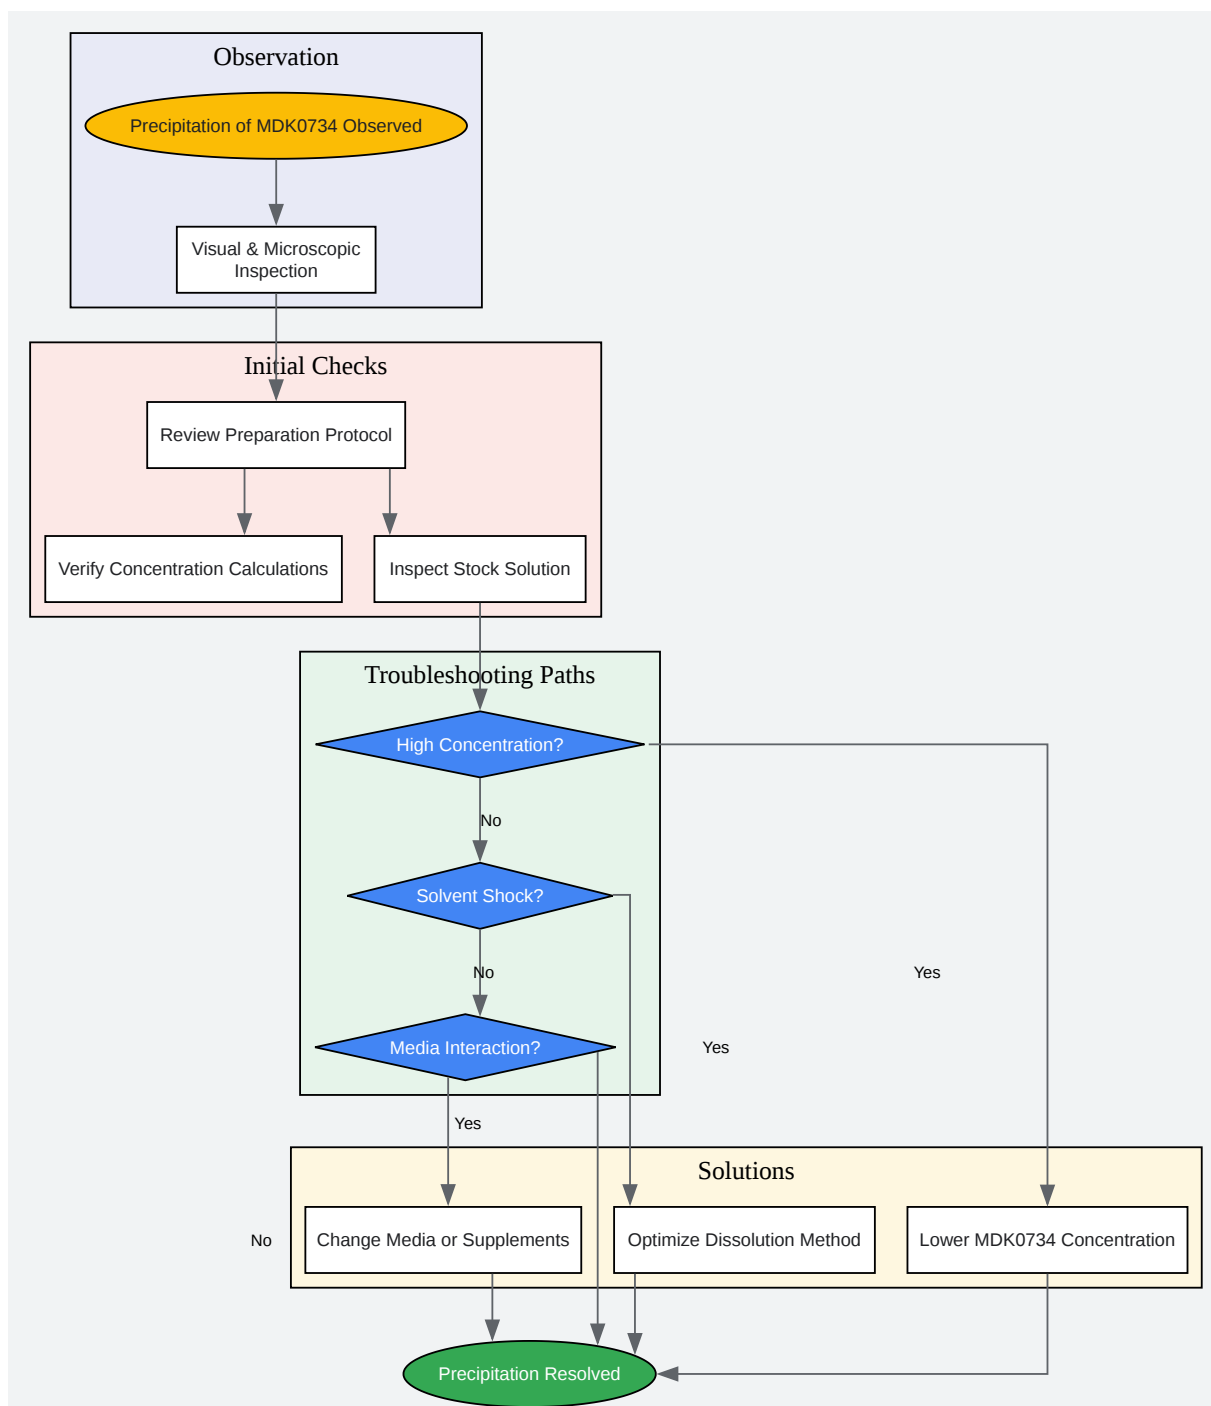 Observation
Precipitation of MDK0734 Observed
Visual & Microscopic
Inspection
Initial Checks
Review Preparation Protocol
Verify Concentration Calculations
Inspect Stock Solution
Troubleshooting Paths
High Concentration?
No
Solvent Shock?
No
Yes
Media Interaction?
Yes
Yes
Solutions
No
Change Media or Supplements
Optimize Dissolution Method
Lower MDK0734 Concentration
Precipitation Resolved